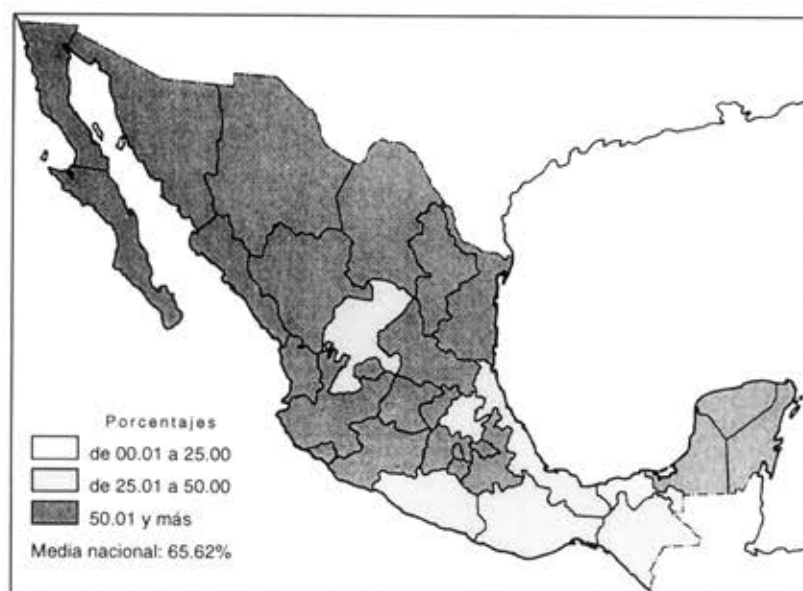 Porcentajes
de 00.01 a 25.00
de 25.01 a 50.00
50.01 y más
Media nacional: 65.62%